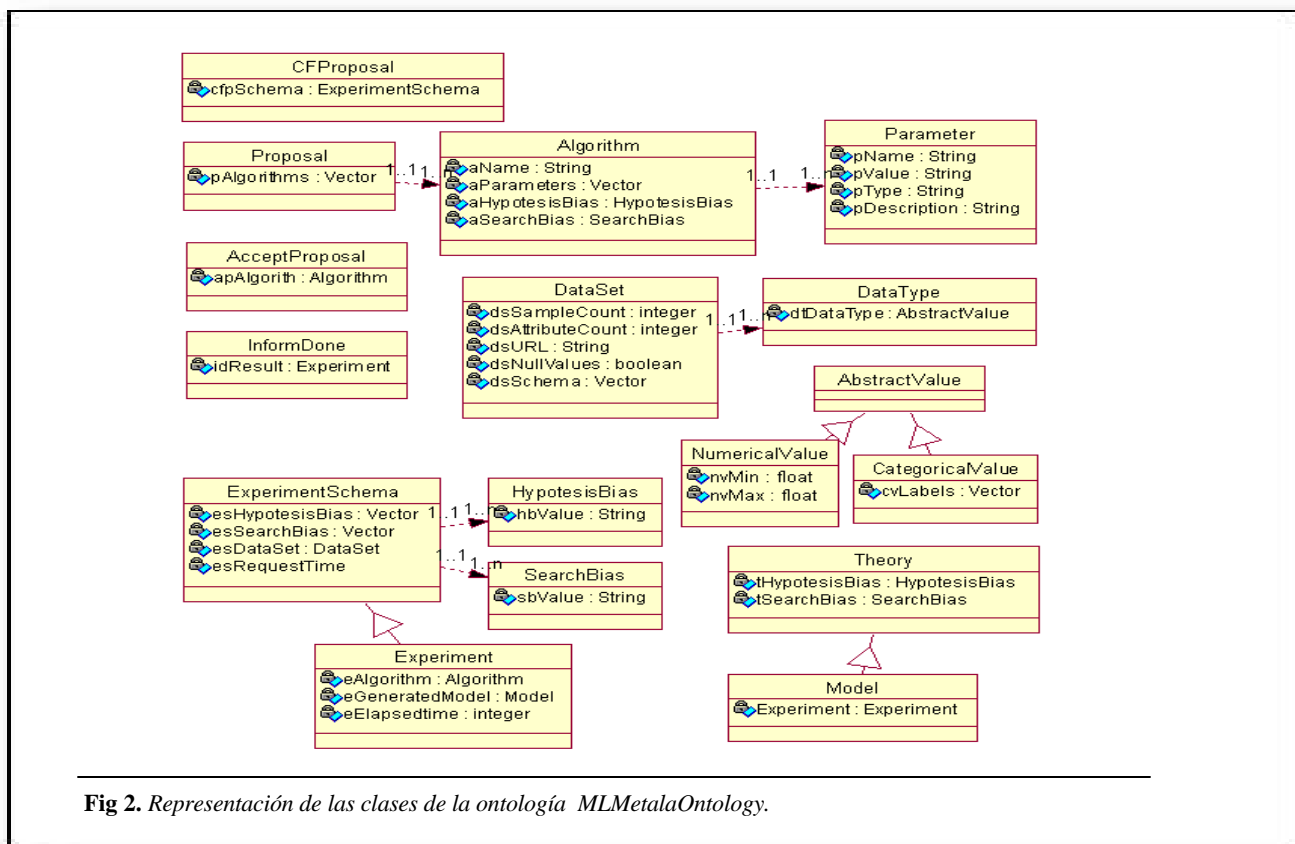 CFProposal
cfpSchema : ExperimentSchema
Proposal
pAlgorithms : Vector
1..1
1..n
Algorithm
aName : String
aParameters : Vector
aHypotesisBias : HypotesisBias
aSearchBias : SearchBias
1..1
1..n
Parameter
pName : String
pValue : String
pType : String
pDescription : String
AcceptProposal
apAlgorith : Algorithm
DataSet
dsSampleCount : integer
dsAttributeCount : integer
dsURL : String
dsNullValues : boolean
dsSchema : Vector
1..1
1..n
DataType
dtDataType : AbstractValue
InformDone
idResult : Experiment
AbstractValue
NumericalValue
nvMin : float
nvMax : float
CategoricalValue
cvLabels : Vector
ExperimentSchema
esHypotesisBias : Vector
esSearchBias : Vector
esDataSet : DataSet
esRequestTime
1..1
1..n
HypotesisBias
hbValue : String
1..1
1..n
SearchBias
sbValue : String
Theory
tHypotesisBias : HypotesisBias
tSearchBias : SearchBias
Experiment
eAlgorithm : Algorithm
eGeneratedModel : Model
eElapsedtime : integer
Model
Experiment : Experiment
Fig 2. Representación de las clases de la ontología MLMetalaOntology.